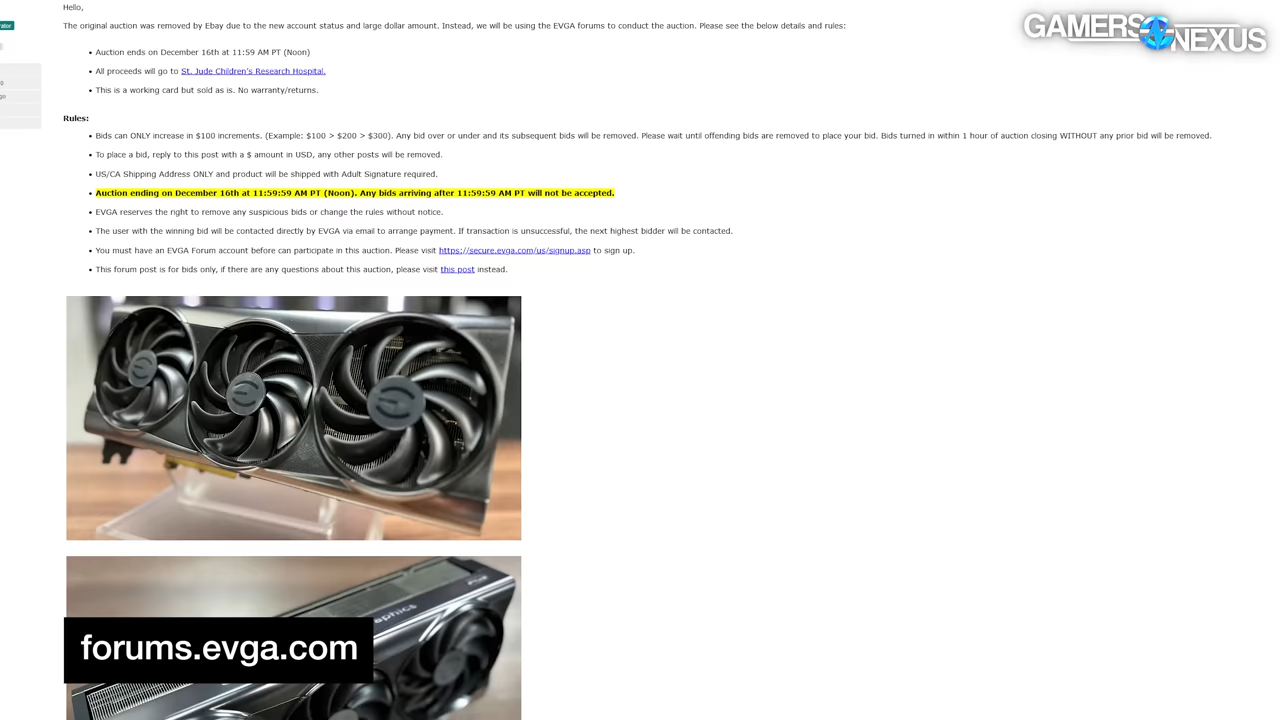 Hello,
rator
The original auction was removed by Ebay due to the new account status and large dollar amount. Instead, we will be using the EVGA forums to conduct the auction. Please see the below details and rules:
GAMERS
NEXUS
• Auction ends on December 16th at 11:59 AM PT (Noon)
• All proceeds will go to St. Jude Children's Research Hospital.
• This is a working card but sold as is. No warranty/returns.
Rules:
• Bids can ONLY increase in $100 increments. (Example: $100 > $200 > $300). Any bid over or under and its subsequent bids will be removed. Please wait until offending bids are removed to place your bid. Bids turned in within 1 hour of auction closing WITHOUT any prior bid will be removed.
• To place a bid, reply to this post with a $ amount in USD, any other posts will be removed.
• US/CA Shipping Address ONLY and product will be shipped with Adult Signature required.
• Auction ending on December 16th at 11:59:59 AM PT (Noon). Any bids arriving after 11:59:59 AM PT will not be accepted.
• EVGA reserves the right to remove any suspicious bids or change the rules without notice.
• The user with the winning bid will be contacted directly by EVGA via email to arrange payment. If transaction is unsuccessful, the next highest bidder will be contacted.
• You must have an EVGA Forum account before can participate in this auction. Please visit https://secure.evga.com/us/signup.asp to sign up.
• This forum post is for bids only, if there are any questions about this auction, please visit this post instead.
aphics
forums.evga.com